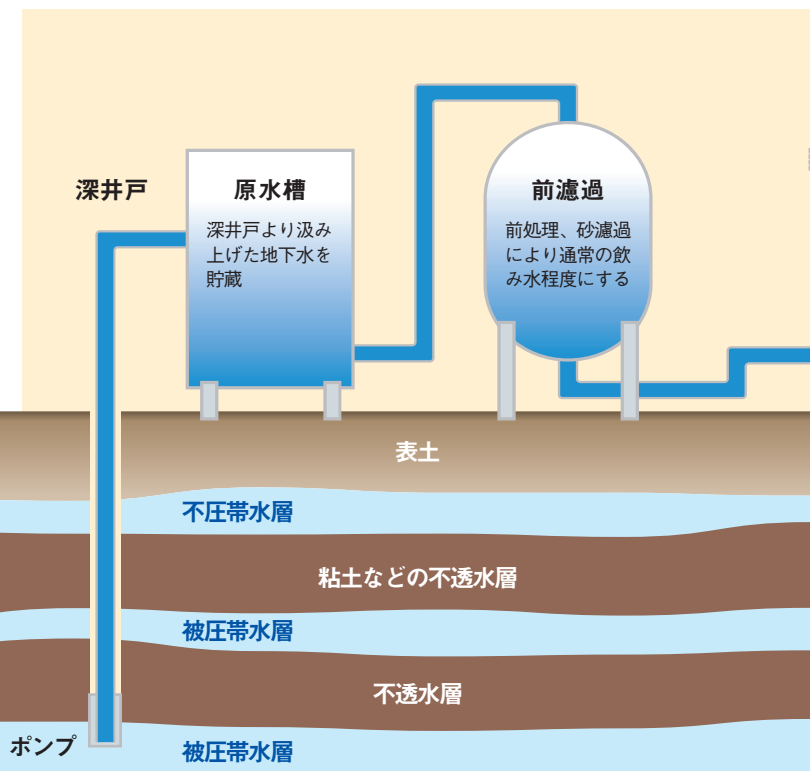 深井戸
原水槽
深井戸より汲み
上げた地下水を
貯蔵
前濾過
前処理、砂濾過
により通常の飲
み水程度にする
表土
不圧帯水層
粘土などの不透水層
被圧帯水層
不透水層
ポンプ
被圧帯水層